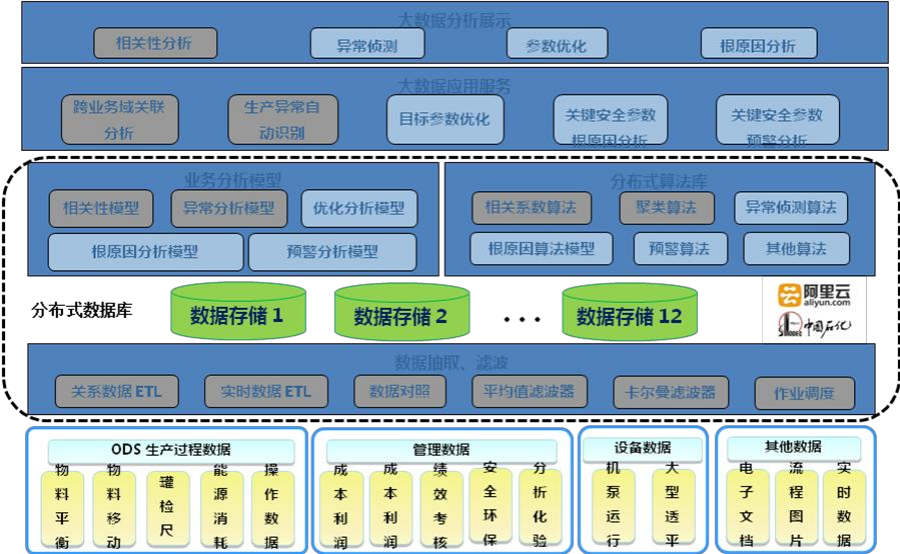 大数据分析展示
相关性分析
异常侦测
参数优化
根原因分析
大数据应用服务
跨业务域关联
分析
生产异常自
动识别
目标参数优化
关键安全参数
根原因分析
关键安全参数
预警分析
业务分析模型
相关性模型
异常分析模型
优化分析模型
根原因分析模型
预警分析模型
分布式算法库
相关系数算法
聚类算法
异常侦测算法
根原因算法模型
预警算法
其他算法
分布式数据库
数据存储 1
数据存储 2
...
数据存储 12
阿里云
aliyun.com
SINOPEC
中国石化
数据抽取、滤波
关系数据 ETL
实时数据 ETL
数据对照
平均值滤波器
卡尔曼滤波器
作业调度
ODS 生产过程数据
物料平衡
物料移动
罐检尺
能源消耗
操作数据
管理数据
成本利润
成本利润
绩效考核
安全环保
分析化验
设备数据
机泵运行
大型透平
其他数据
电子文档
流程图片
实时数据